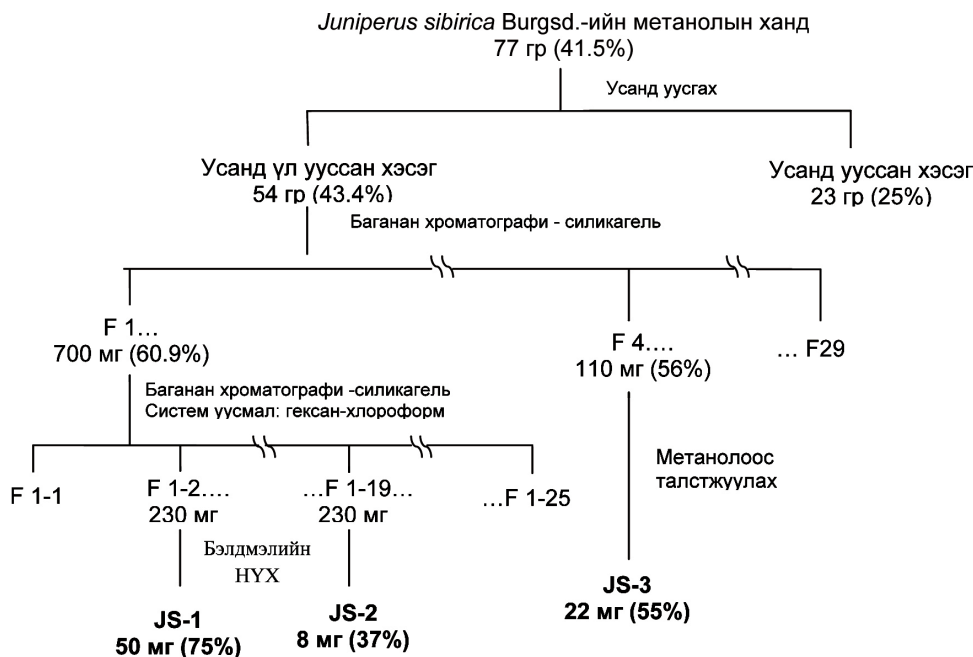 Juniperus sibirica Burgsd.-ийн метанолын ханд
77 гр (41.5%)
Усанд уусгах
Усанд үл ууссан хэсэг
54 гр (43.4%)
Усанд ууссан хэсэг
23 гр (25%)
Баганан хроматографи - силикагель
F 1...
700 мг (60.9%)
F 4....
110 мг (56%)
... F29
Баганан хроматографи -силикагель
Систем уусмал: гексан-хлороформ
F 1-1
F 1-2....
230 мг
...F 1-19...
230 мг
...F 1-25
Метанолоос
талстжуулах
Бэлдмэлийн
НҮХ
JS-1
50 мг (75%)
JS-2
8 мг (37%)
JS-3
22 мг (55%)